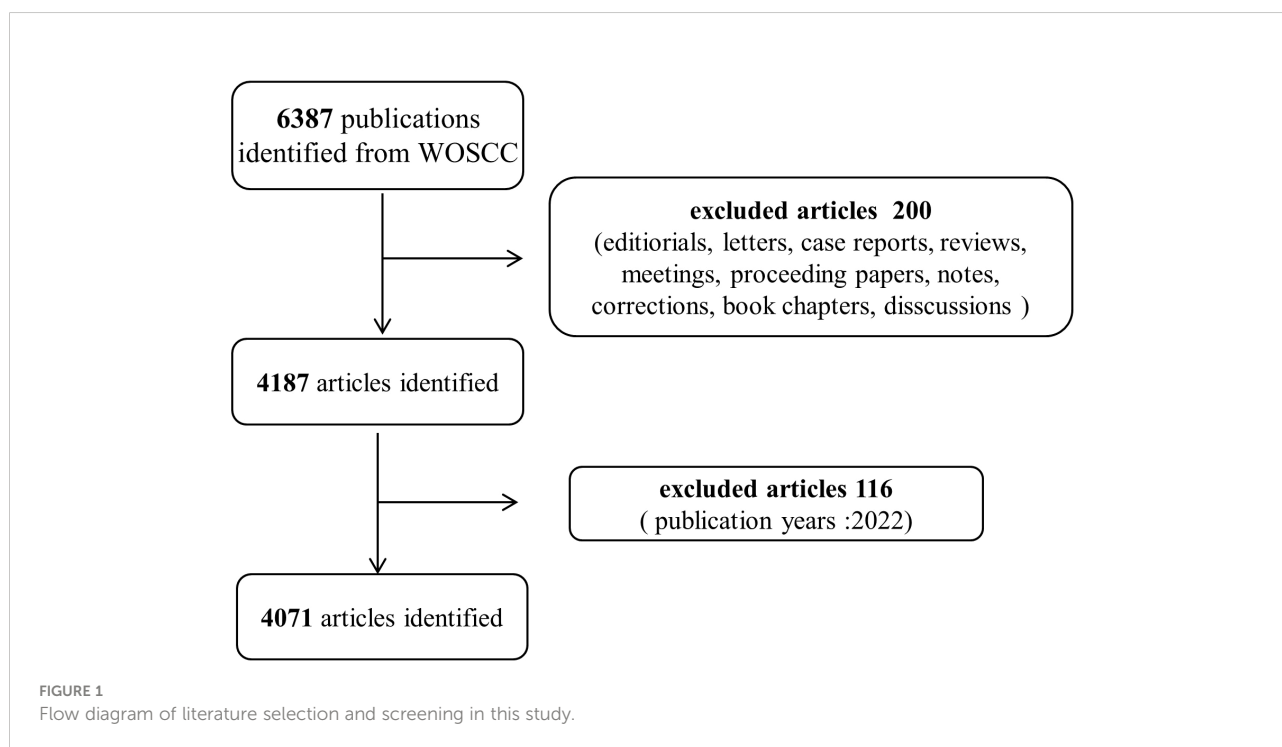 6387 publications
identified from WOSCC
excluded articles 200
(editiorials, letters, case reports, reviews,
meetings, proceeding papers, notes,
corrections, book chapters, disscussions )
4187 articles identified
excluded articles 116
( publication years :2022)
4071 articles identified
FIGURE 1
Flow diagram of literature selection and screening in this study.